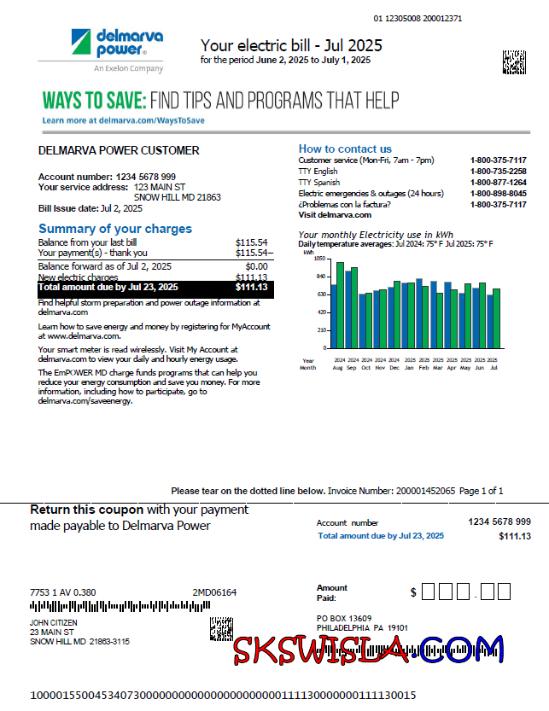 01 12305008 200012371
delmarva
power®
An Exelon Company
Your electric bill - Jul 2025
for the period June 2, 2025 to July 1, 2025
WAYS TO SAVE: FIND TIPS AND PROGRAMS THAT HELP
Learn more at delmarva.com/WaysToSave
DELMARVA POWER CUSTOMER
Account number: 1234 5678 999
Your service address: 123 MAIN ST
SNOW HILL MD 21863
Bill Issue date: Jul 2, 2025
Summary of your charges
Balance from your last bill $115.54
Your payment(s) - thank you $115.54–
Balance forward as of Jul 2, 2025 $0.00
New electric charges $111.13
Total amount due by Jul 23, 2025 $111.13
Find helpful storm preparation and power outage information at
delmarva.com
Learn how to save energy and money by registering for MyAccount
at www.delmarva.com.
Your smart meter is read wirelessly. Visit My Account at
delmarva.com to view your daily and hourly energy usage.
The EmPOWER MD charge funds programs that can help you
reduce your energy consumption and save you money. For more
information, including how to participate, go to
delmarva.com/saveenergy.
How to contact us
Customer service (Mon-Fri, 7am - 7pm) 1-800-375-7117
TTY English 1-800-735-2258
TTY Spanish 1-800-877-1264
Electric emergencies & outages (24 hours) 1-800-898-8045
¿Problemas con la factura? 1-800-375-7117
Visit delmarva.com
Your monthly Electricity use in kWh
Daily temperature averages: Jul 2024: 75° F Jul 2025: 75° F
kWh
1050
840
630
420
210
0
Year 2024 2024 2024 2024 2024 2025 2025 2025 2025 2025 2025 2025
Month Aug Sep Oct Nov Dec Jan Feb Mar Apr May Jun Jul
Please tear on the dotted line below. Invoice Number: 200001452065 Page 1 of 1
Return this coupon with your payment
made payable to Delmarva Power
Account number 1234 5678 999
Total amount due by Jul 23, 2025 $111.13
7753 1 AV 0.380 2MD06164
JOHN CITIZEN
23 MAIN ST
SNOW HILL MD 21863-3115
Amount
Paid:
$ .
PO BOX 13609
PHILADELPHIA PA 19101
SKSWISLA.COM